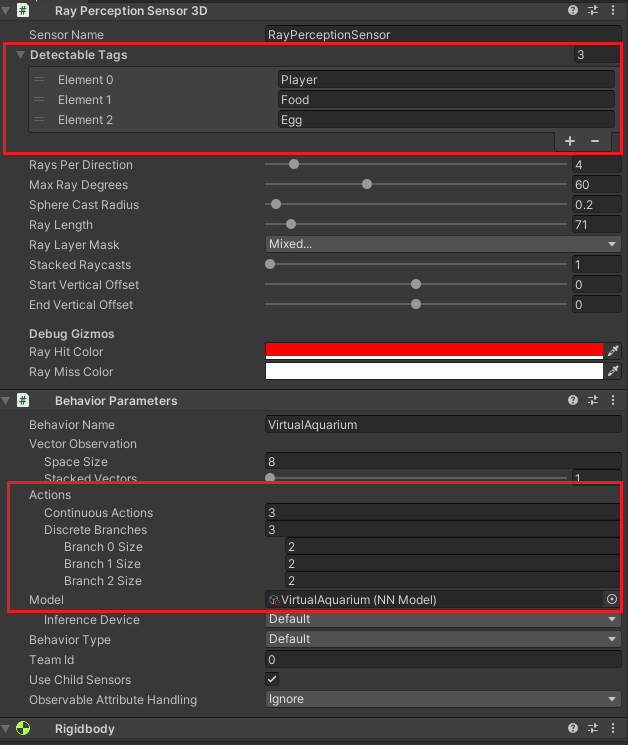 Ray Perception Sensor 3D
Sensor Name RayPerceptionSensor
Detectable Tags 3
Element 0 Player
Element 1 Food
Element 2 Egg
+ −
Rays Per Direction 4
Max Ray Degrees 60
Sphere Cast Radius 0.2
Ray Length 71
Ray Layer Mask Mixed...
Stacked Raycasts 1
Start Vertical Offset 0
End Vertical Offset 0
Debug Gizmos
Ray Hit Color
Ray Miss Color
# Behavior Parameters
Behavior Name VirtualAquarium
Vector Observation
Space Size 8
Stacked Vectors 1
Actions
Continuous Actions 3
Discrete Branches 3
Branch 0 Size 2
Branch 1 Size 2
Branch 2 Size 2
Model VirtualAquarium (NN Model)
Inference Device Default
Behavior Type Default
Team Id 0
Use Child Sensors
Observable Attribute Handling Ignore
Rigidbody